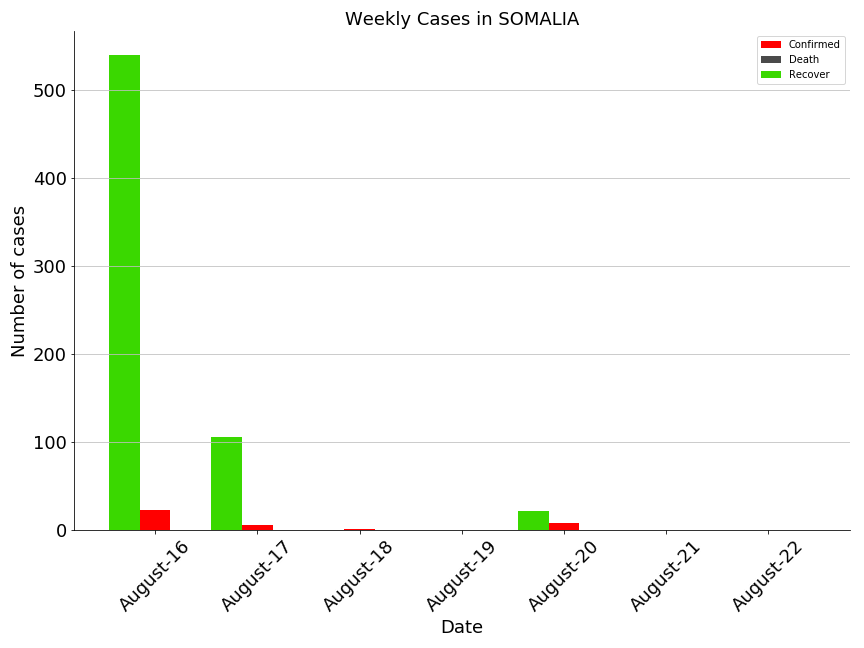 Weekly Cases in SOMALIA
Confirmed
Death
Recover
Number of cases
500
400
300
200
100
0
August-16
August-17
August-18
August-19
August-20
August-21
August-22
Date